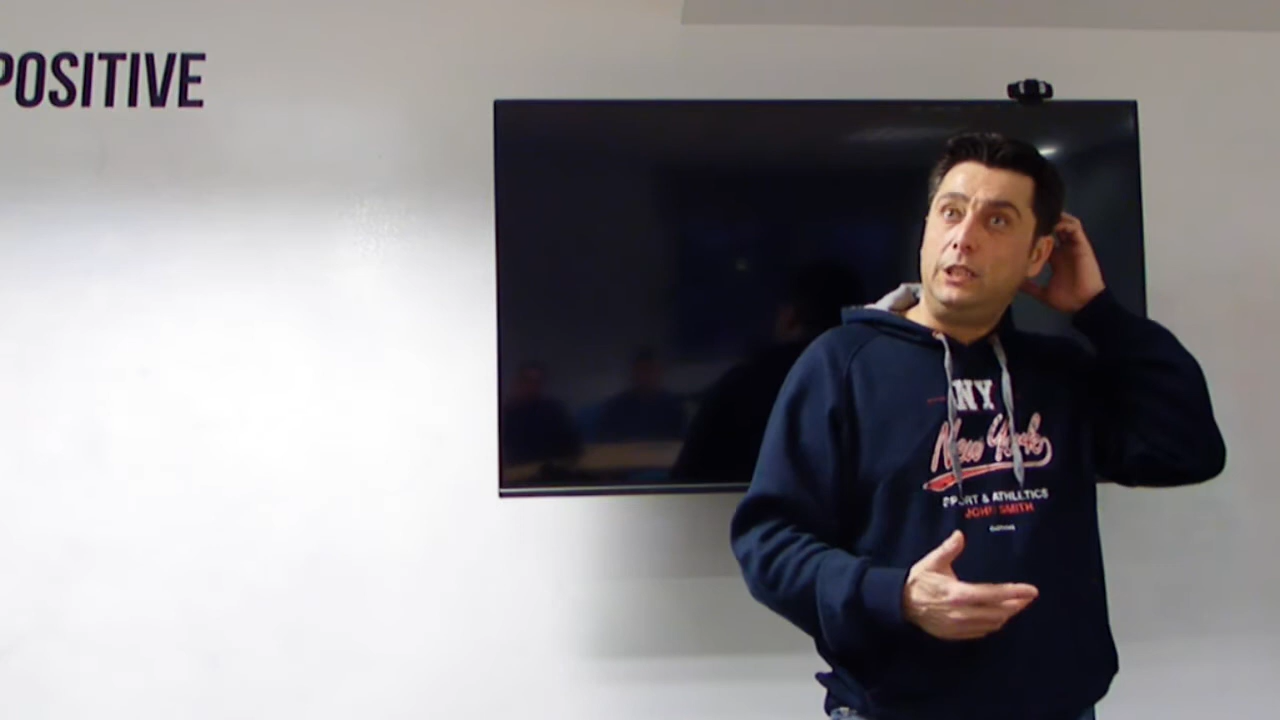 POSITIVE
NY
New York
SPORT & ATHLETICS
JOHN SMITH